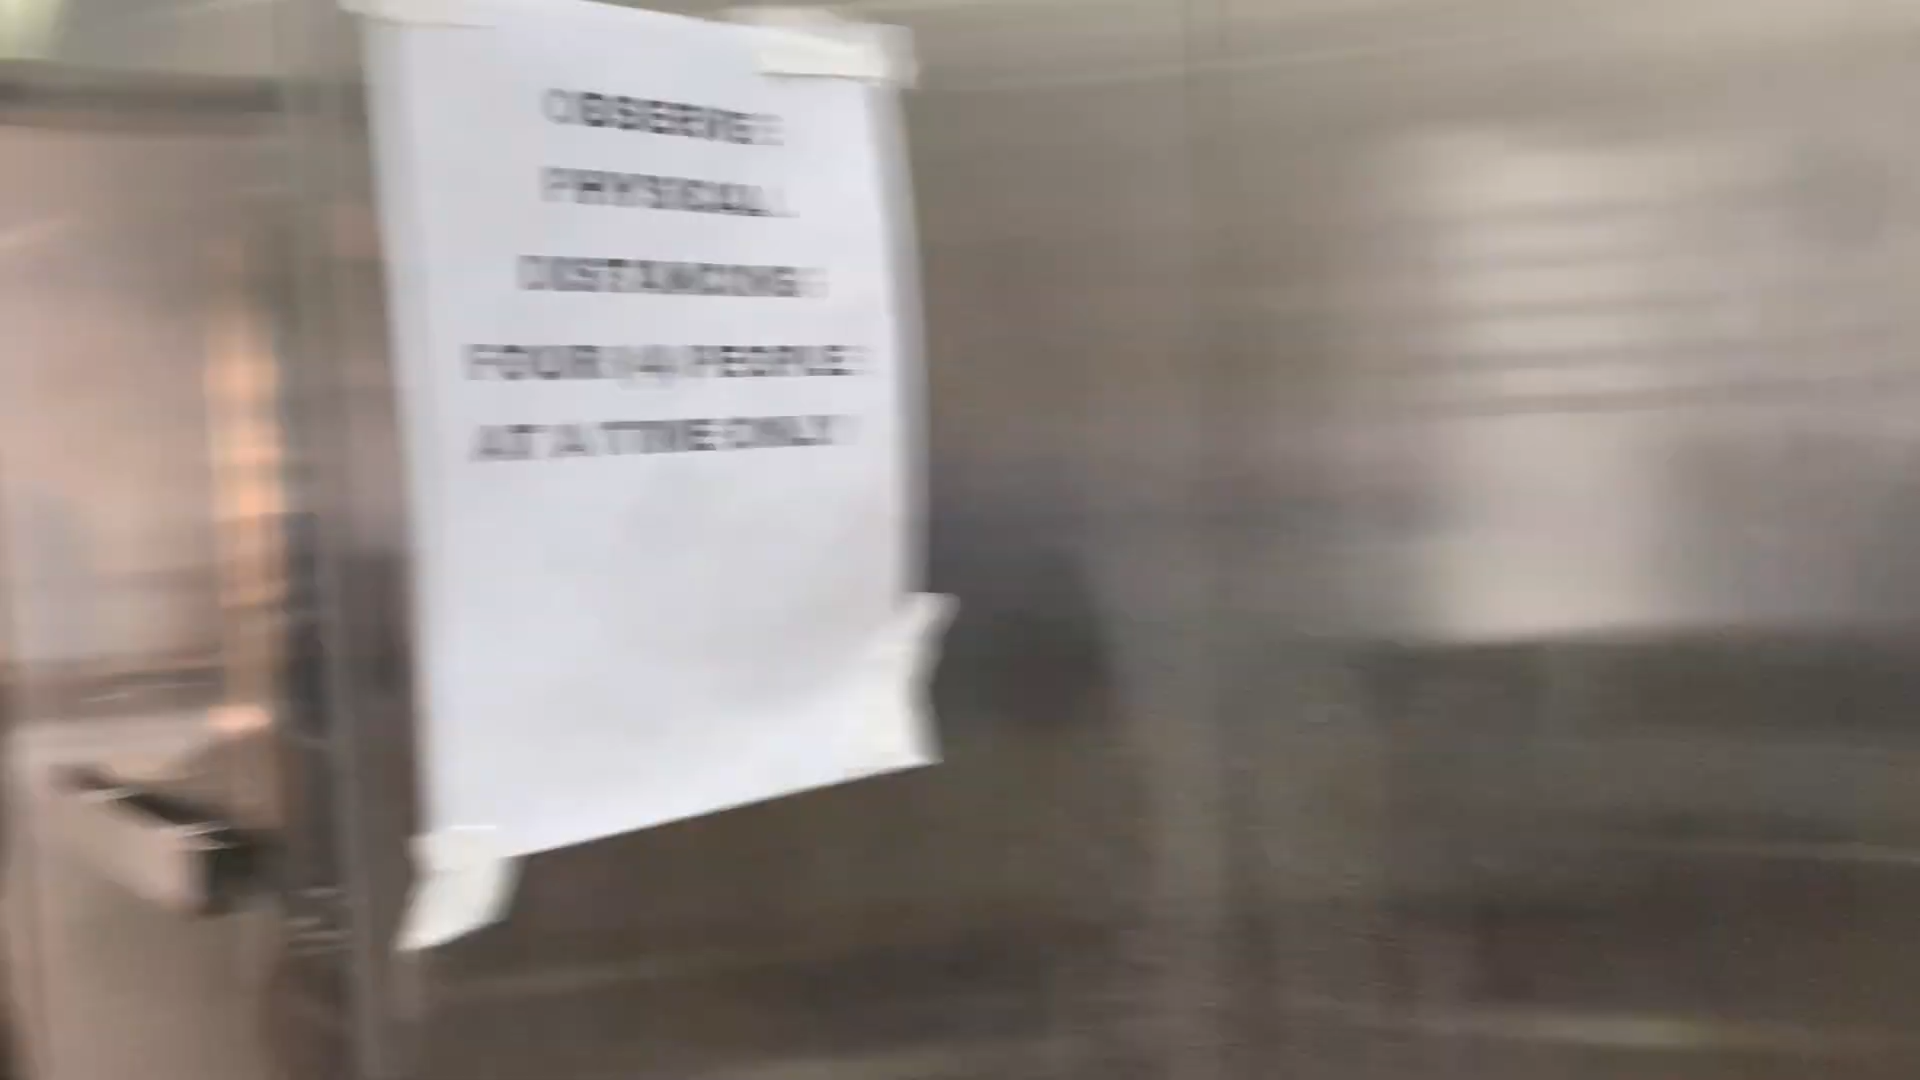 OBSERVE
PHYSICAL
DISTANCING
FOUR (4) PEOPLE
AT A TIME ONLY